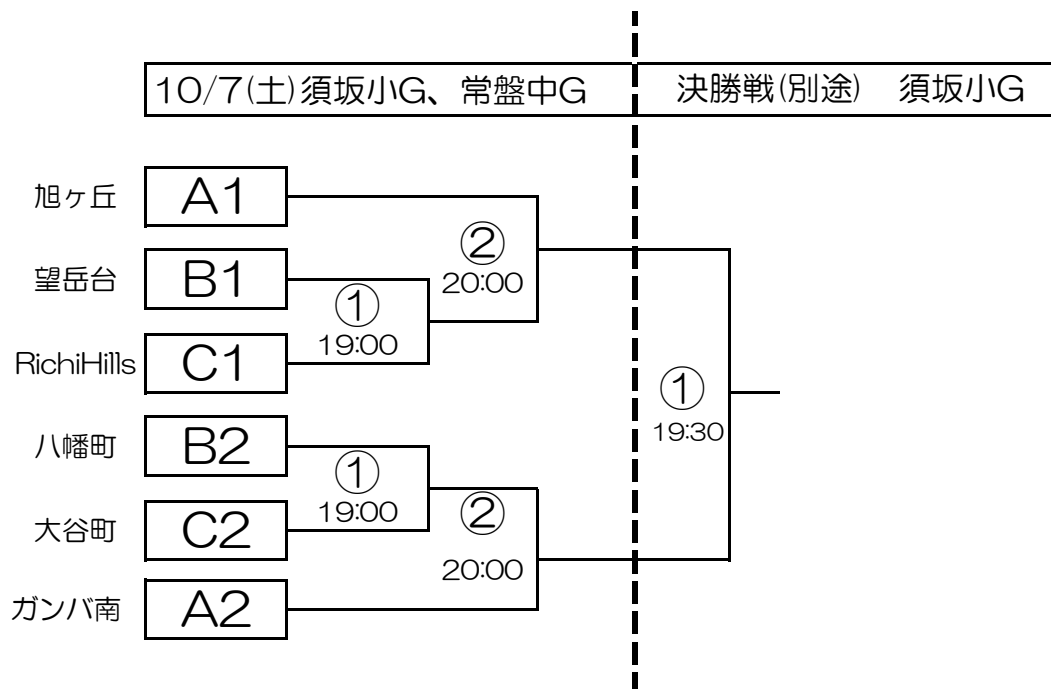 10/7(土)須坂小G、常盤中G
決勝戦(別途)　須坂小G
旭ヶ丘 A1
②
20:00
望岳台 B1
①
19:00
RichiHills C1
①
19:30
八幡町 B2
①
19:00
②
20:00
大谷町 C2
ガンバ南 A2